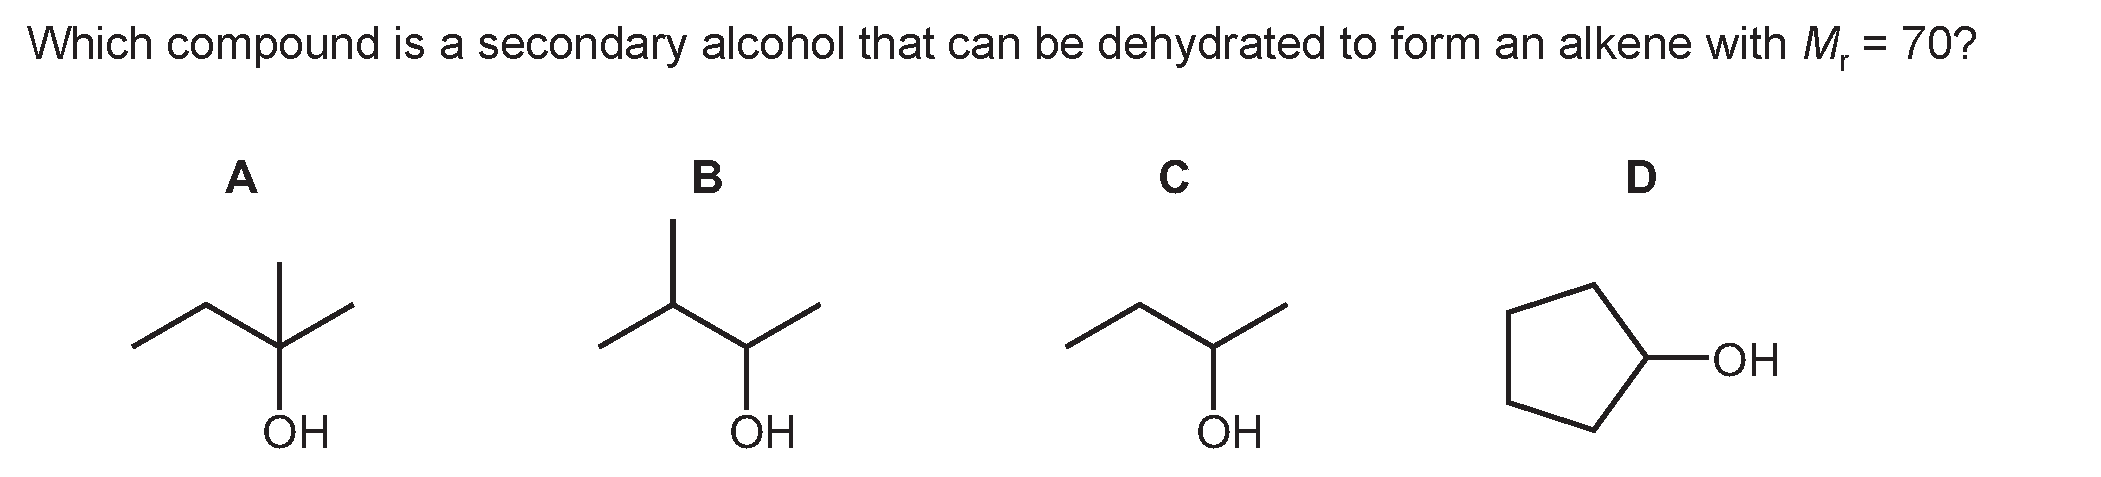 Which compound is a secondary alcohol that can be dehydrated to form an alkene with Mr = 70?
A B C D
OH OH OH OH